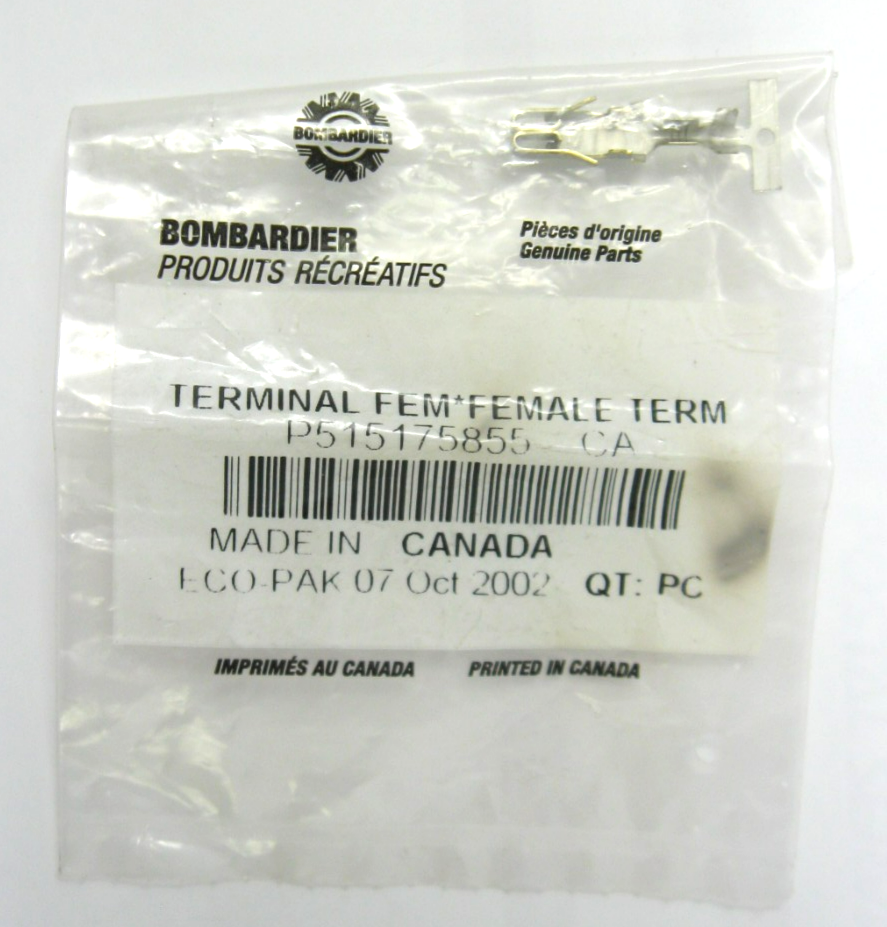 BOMBARDIER
BOMBARDIER
PRODUITS RÉCRÉATIFS
Pièces d'origine
Genuine Parts
TERMINAL FEM*FEMALE TERM
P515175855 CA
MADE IN CANADA
ECO-PAK 07 Oct 2002 QT: PC
IMPRIMÉS AU CANADA PRINTED IN CANADA